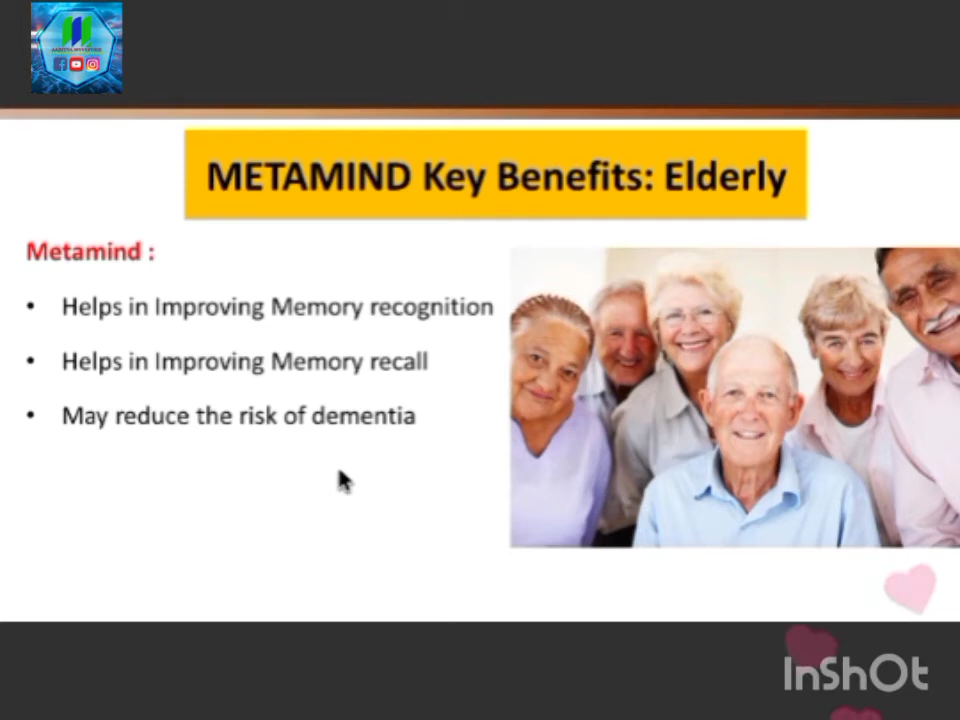 METAMIND Key Benefits: Elderly
Metamind :
• Helps in Improving Memory recognition
• Helps in Improving Memory recall
• May reduce the risk of dementia
InShOt